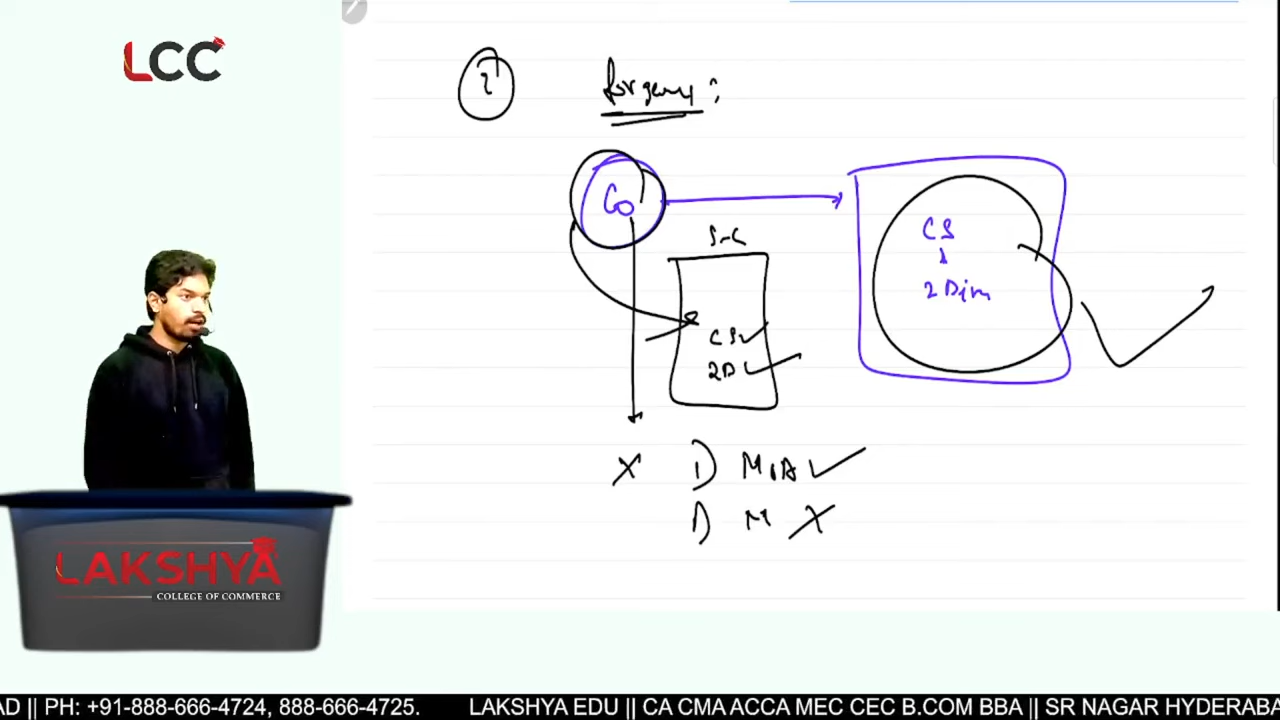 LCC
2
forgery :
Co
S-C
CS
2D
CS
&
2 Dim
X 1) MOA
1) M X
LAKSHYA
COLLEGE OF COMMERCE
AD || PH: +91-888-666-4724, 888-666-4725. LAKSHYA EDU || CA CMA ACCA MEC CEC B.COM BBA || SR NAGAR HYDERABA